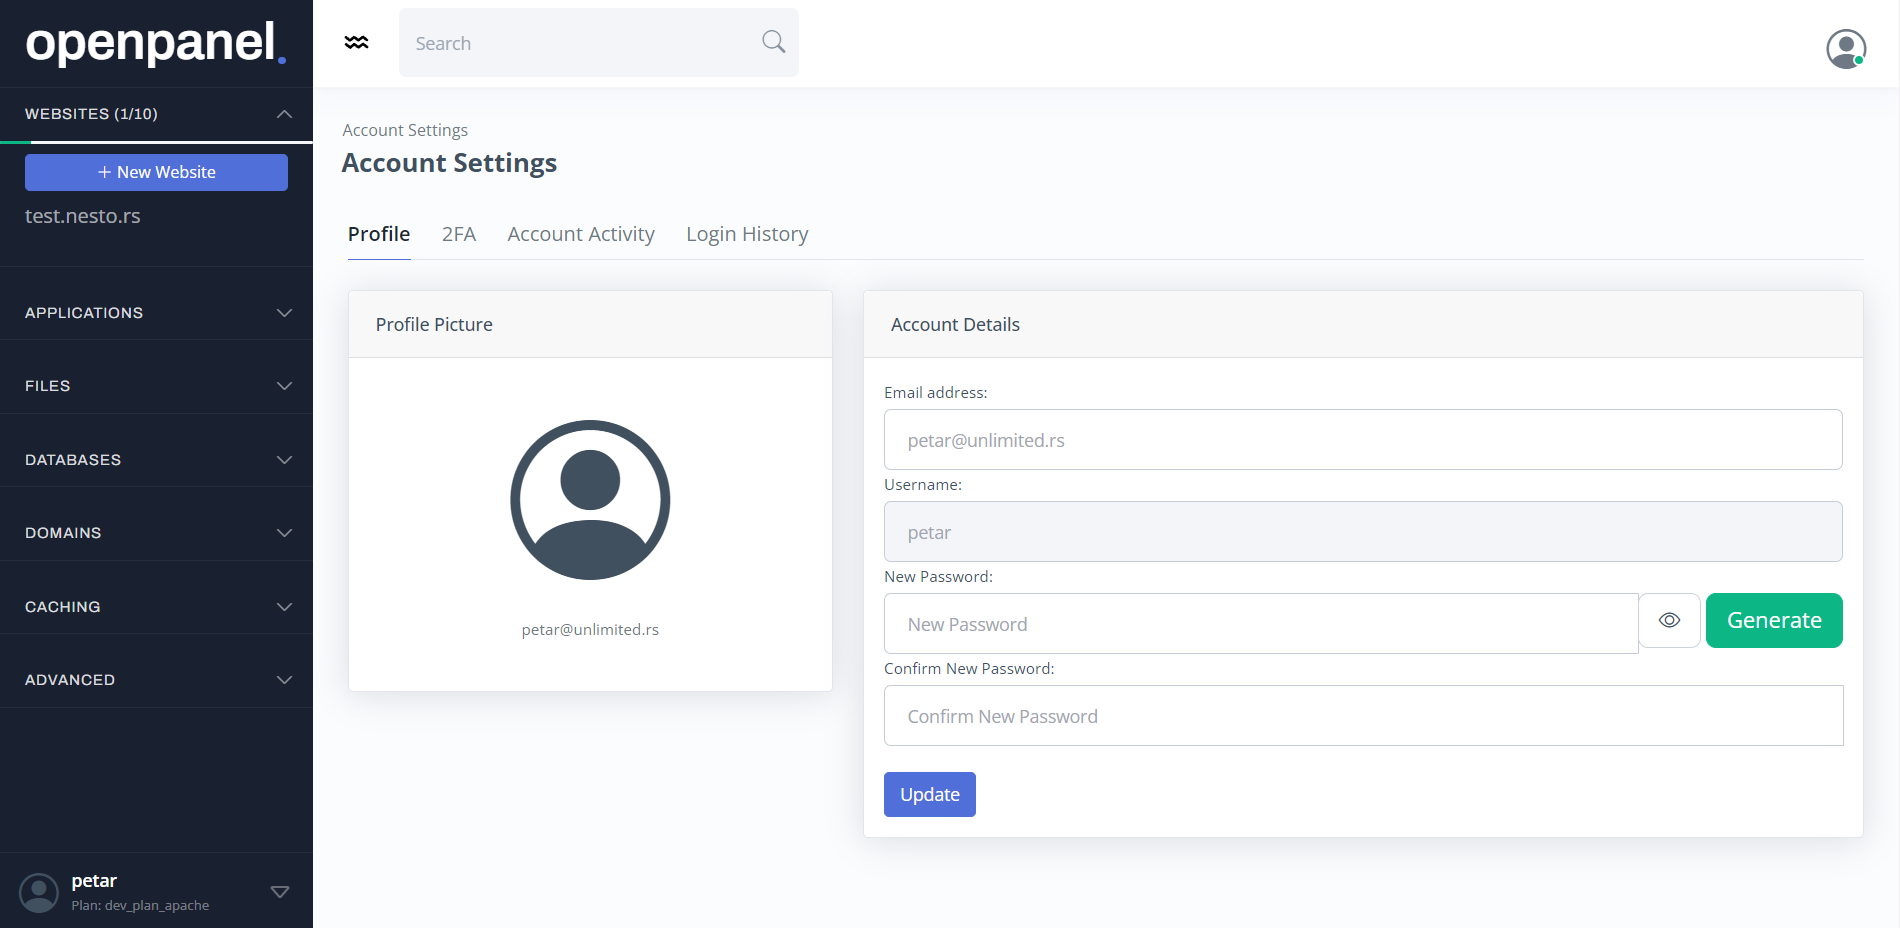 openpanel.
WEBSITES (1/10)
+ New Website
test.nesto.rs
APPLICATIONS
FILES
DATABASES
DOMAINS
CACHING
ADVANCED
petar
Plan: dev_plan_apache
Search
Account Settings
Account Settings
Profile 2FA Account Activity Login History
Profile Picture
petar@unlimited.rs
Account Details
Email address:
petar@unlimited.rs
Username:
petar
New Password:
New Password
Generate
Confirm New Password:
Confirm New Password
Update